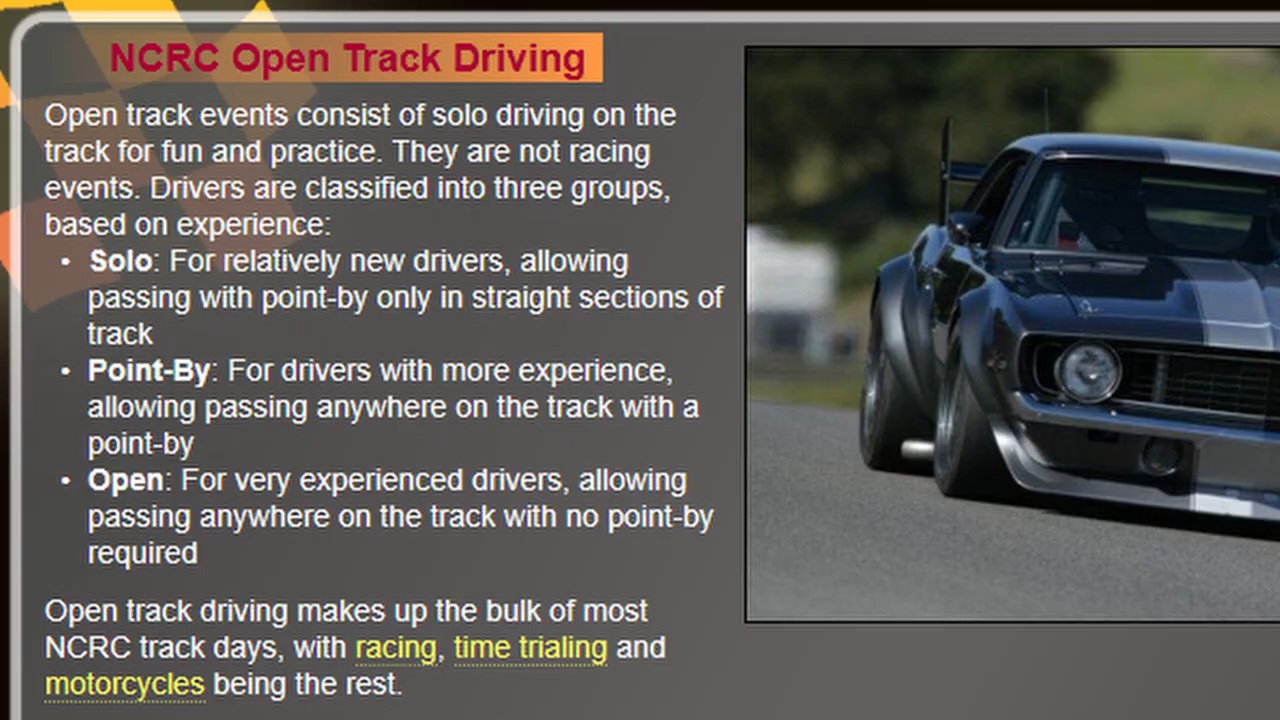 NCRC Open Track Driving
Open track events consist of solo driving on the
track for fun and practice. They are not racing
events. Drivers are classified into three groups,
based on experience:
• Solo: For relatively new drivers, allowing
passing with point-by only in straight sections of
track
• Point-By: For drivers with more experience,
allowing passing anywhere on the track with a
point-by
• Open: For very experienced drivers, allowing
passing anywhere on the track with no point-by
required
Open track driving makes up the bulk of most
NCRC track days, with racing, time trialing and
motorcycles being the rest.